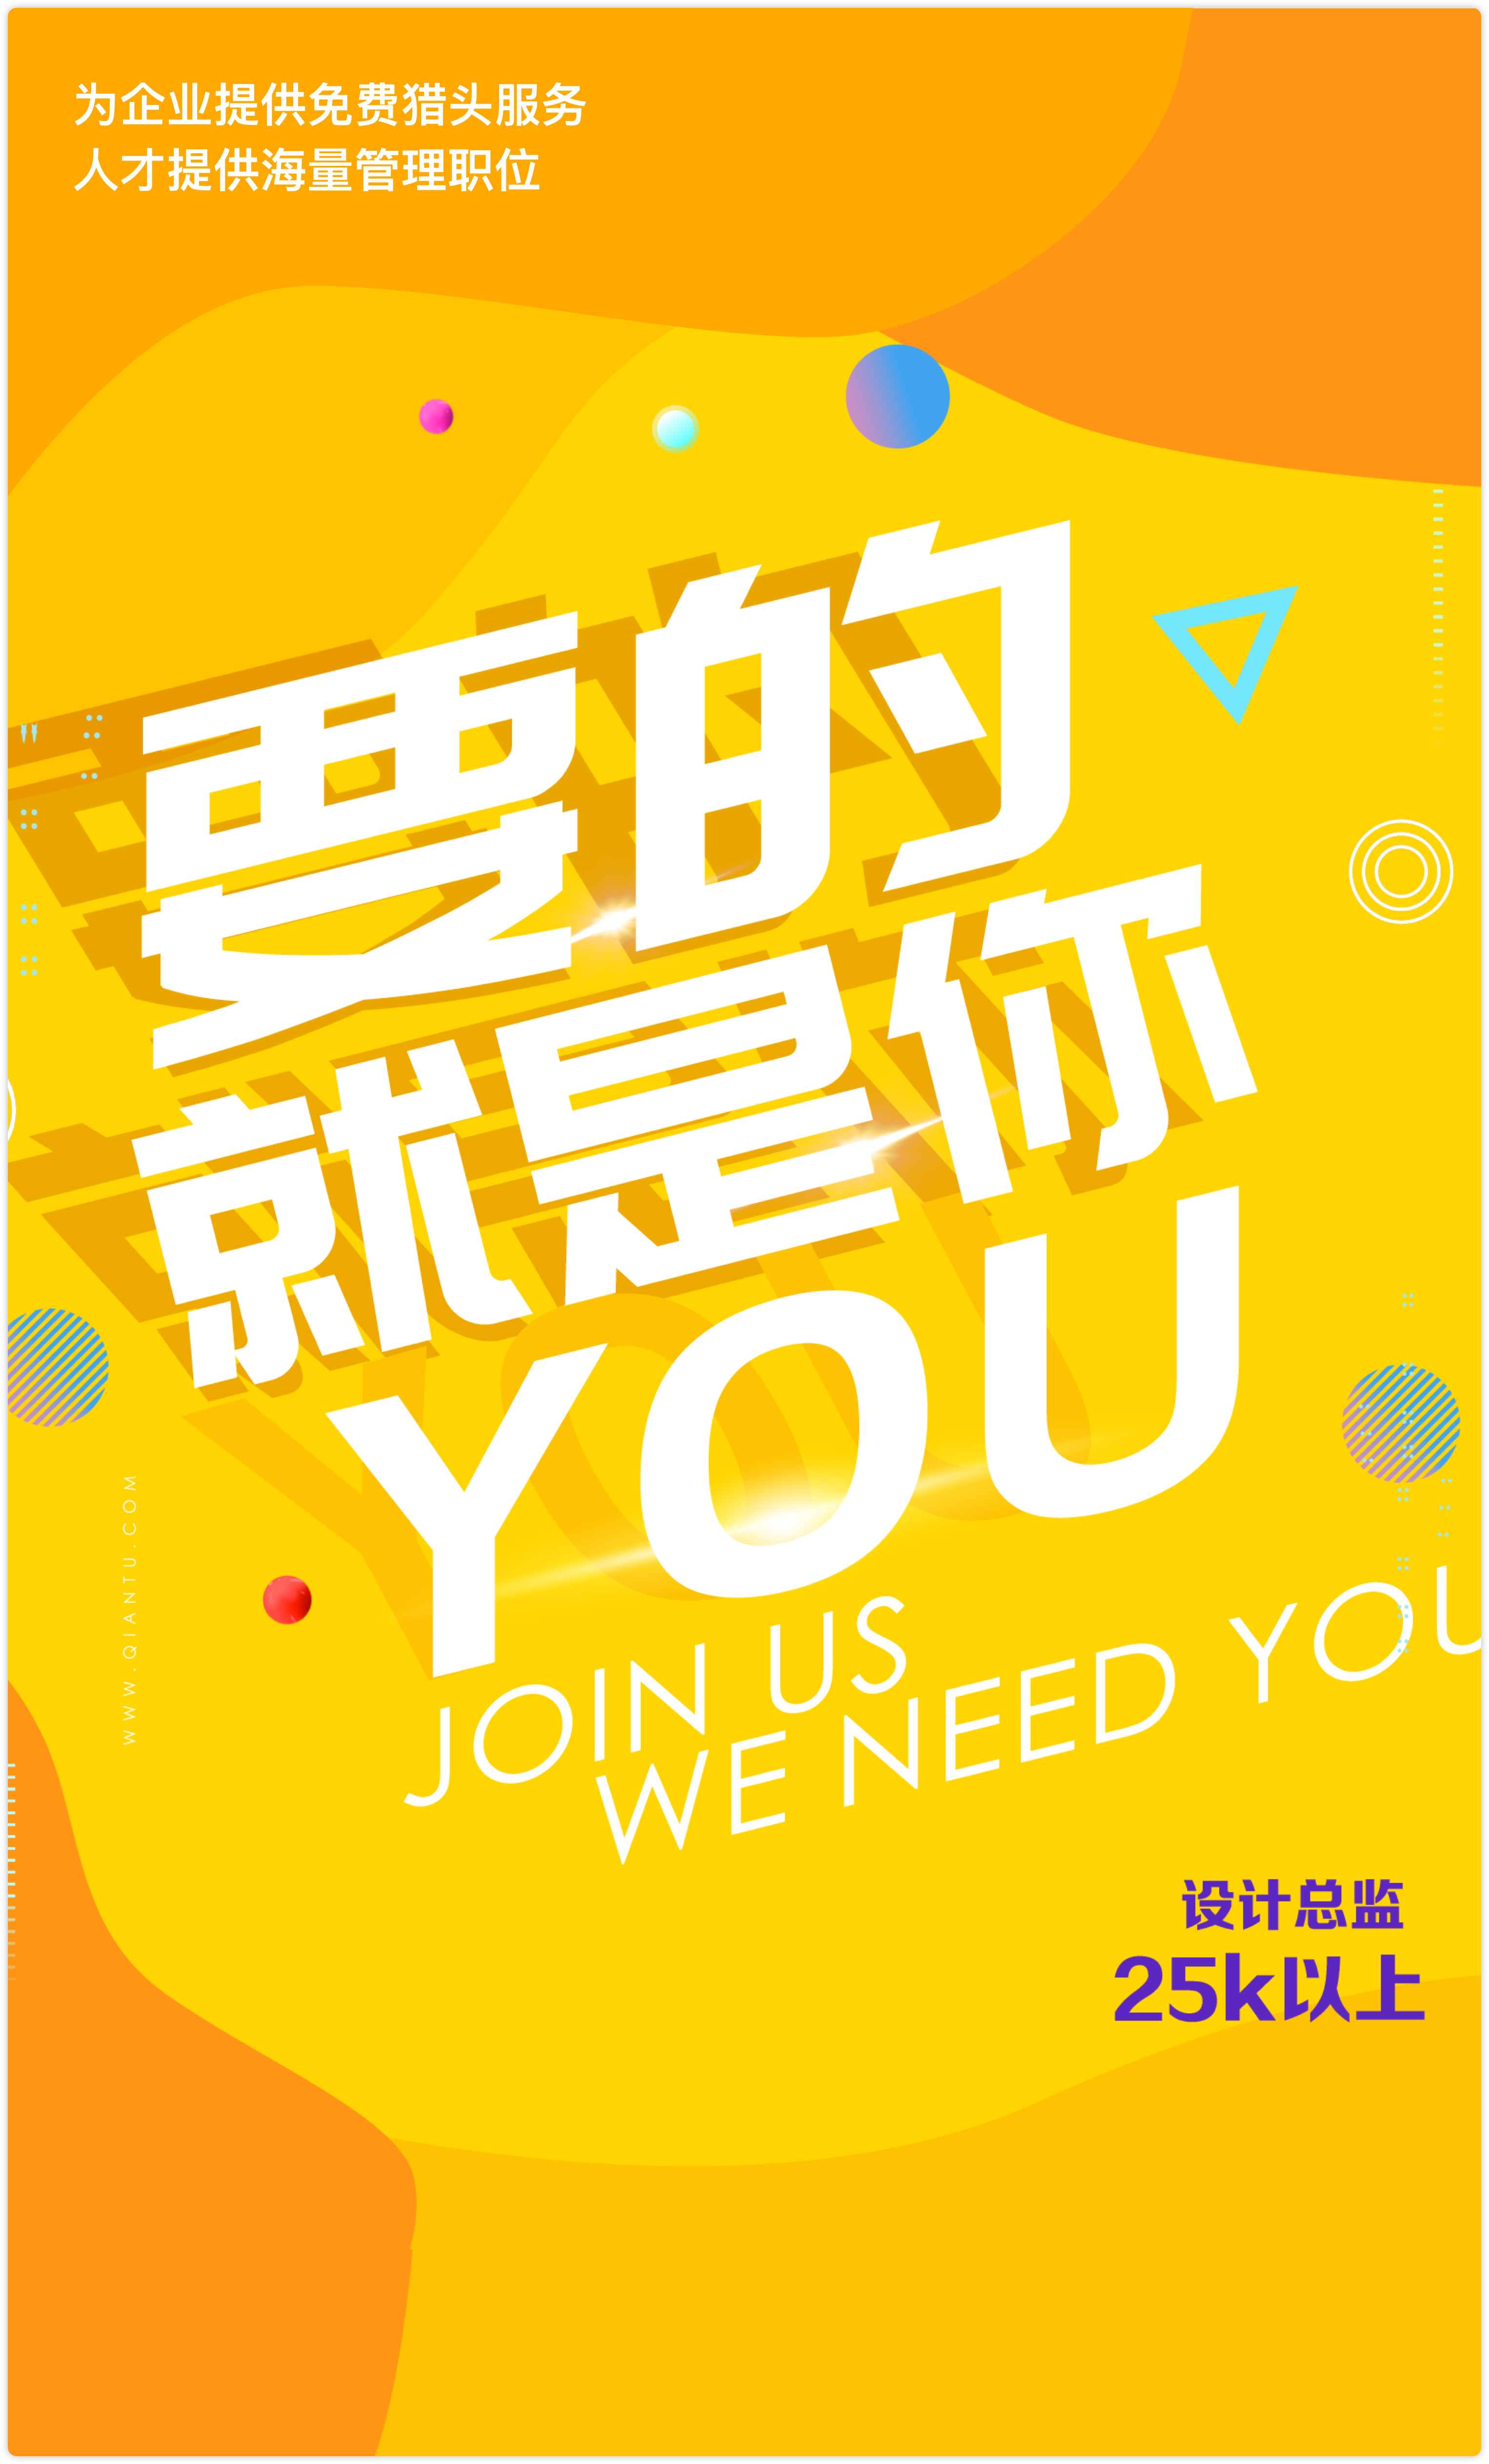 为企业提供免费猎头服务
人才提供海量管理职位
要的
就是你
YOU
JOIN US
WE NEED YOU
WWW.QIANTU.COM
设计总监
25k以上